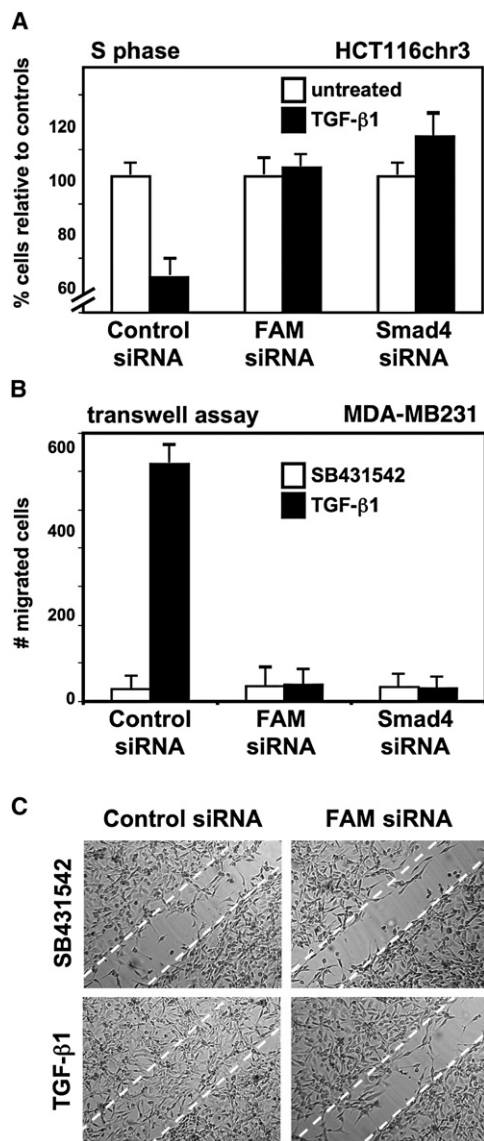 A
S phase HCT116chr3
untreated
TGF-β1
% cells relative to controls
120
100
80
60
Control siRNA
FAM siRNA
Smad4 siRNA
B
transwell assay MDA-MB231
SB431542
TGF-β1
# migrated cells
600
400
200
0
Control siRNA
FAM siRNA
Smad4 siRNA
C
Control siRNA FAM siRNA
SB431542
TGF-β1